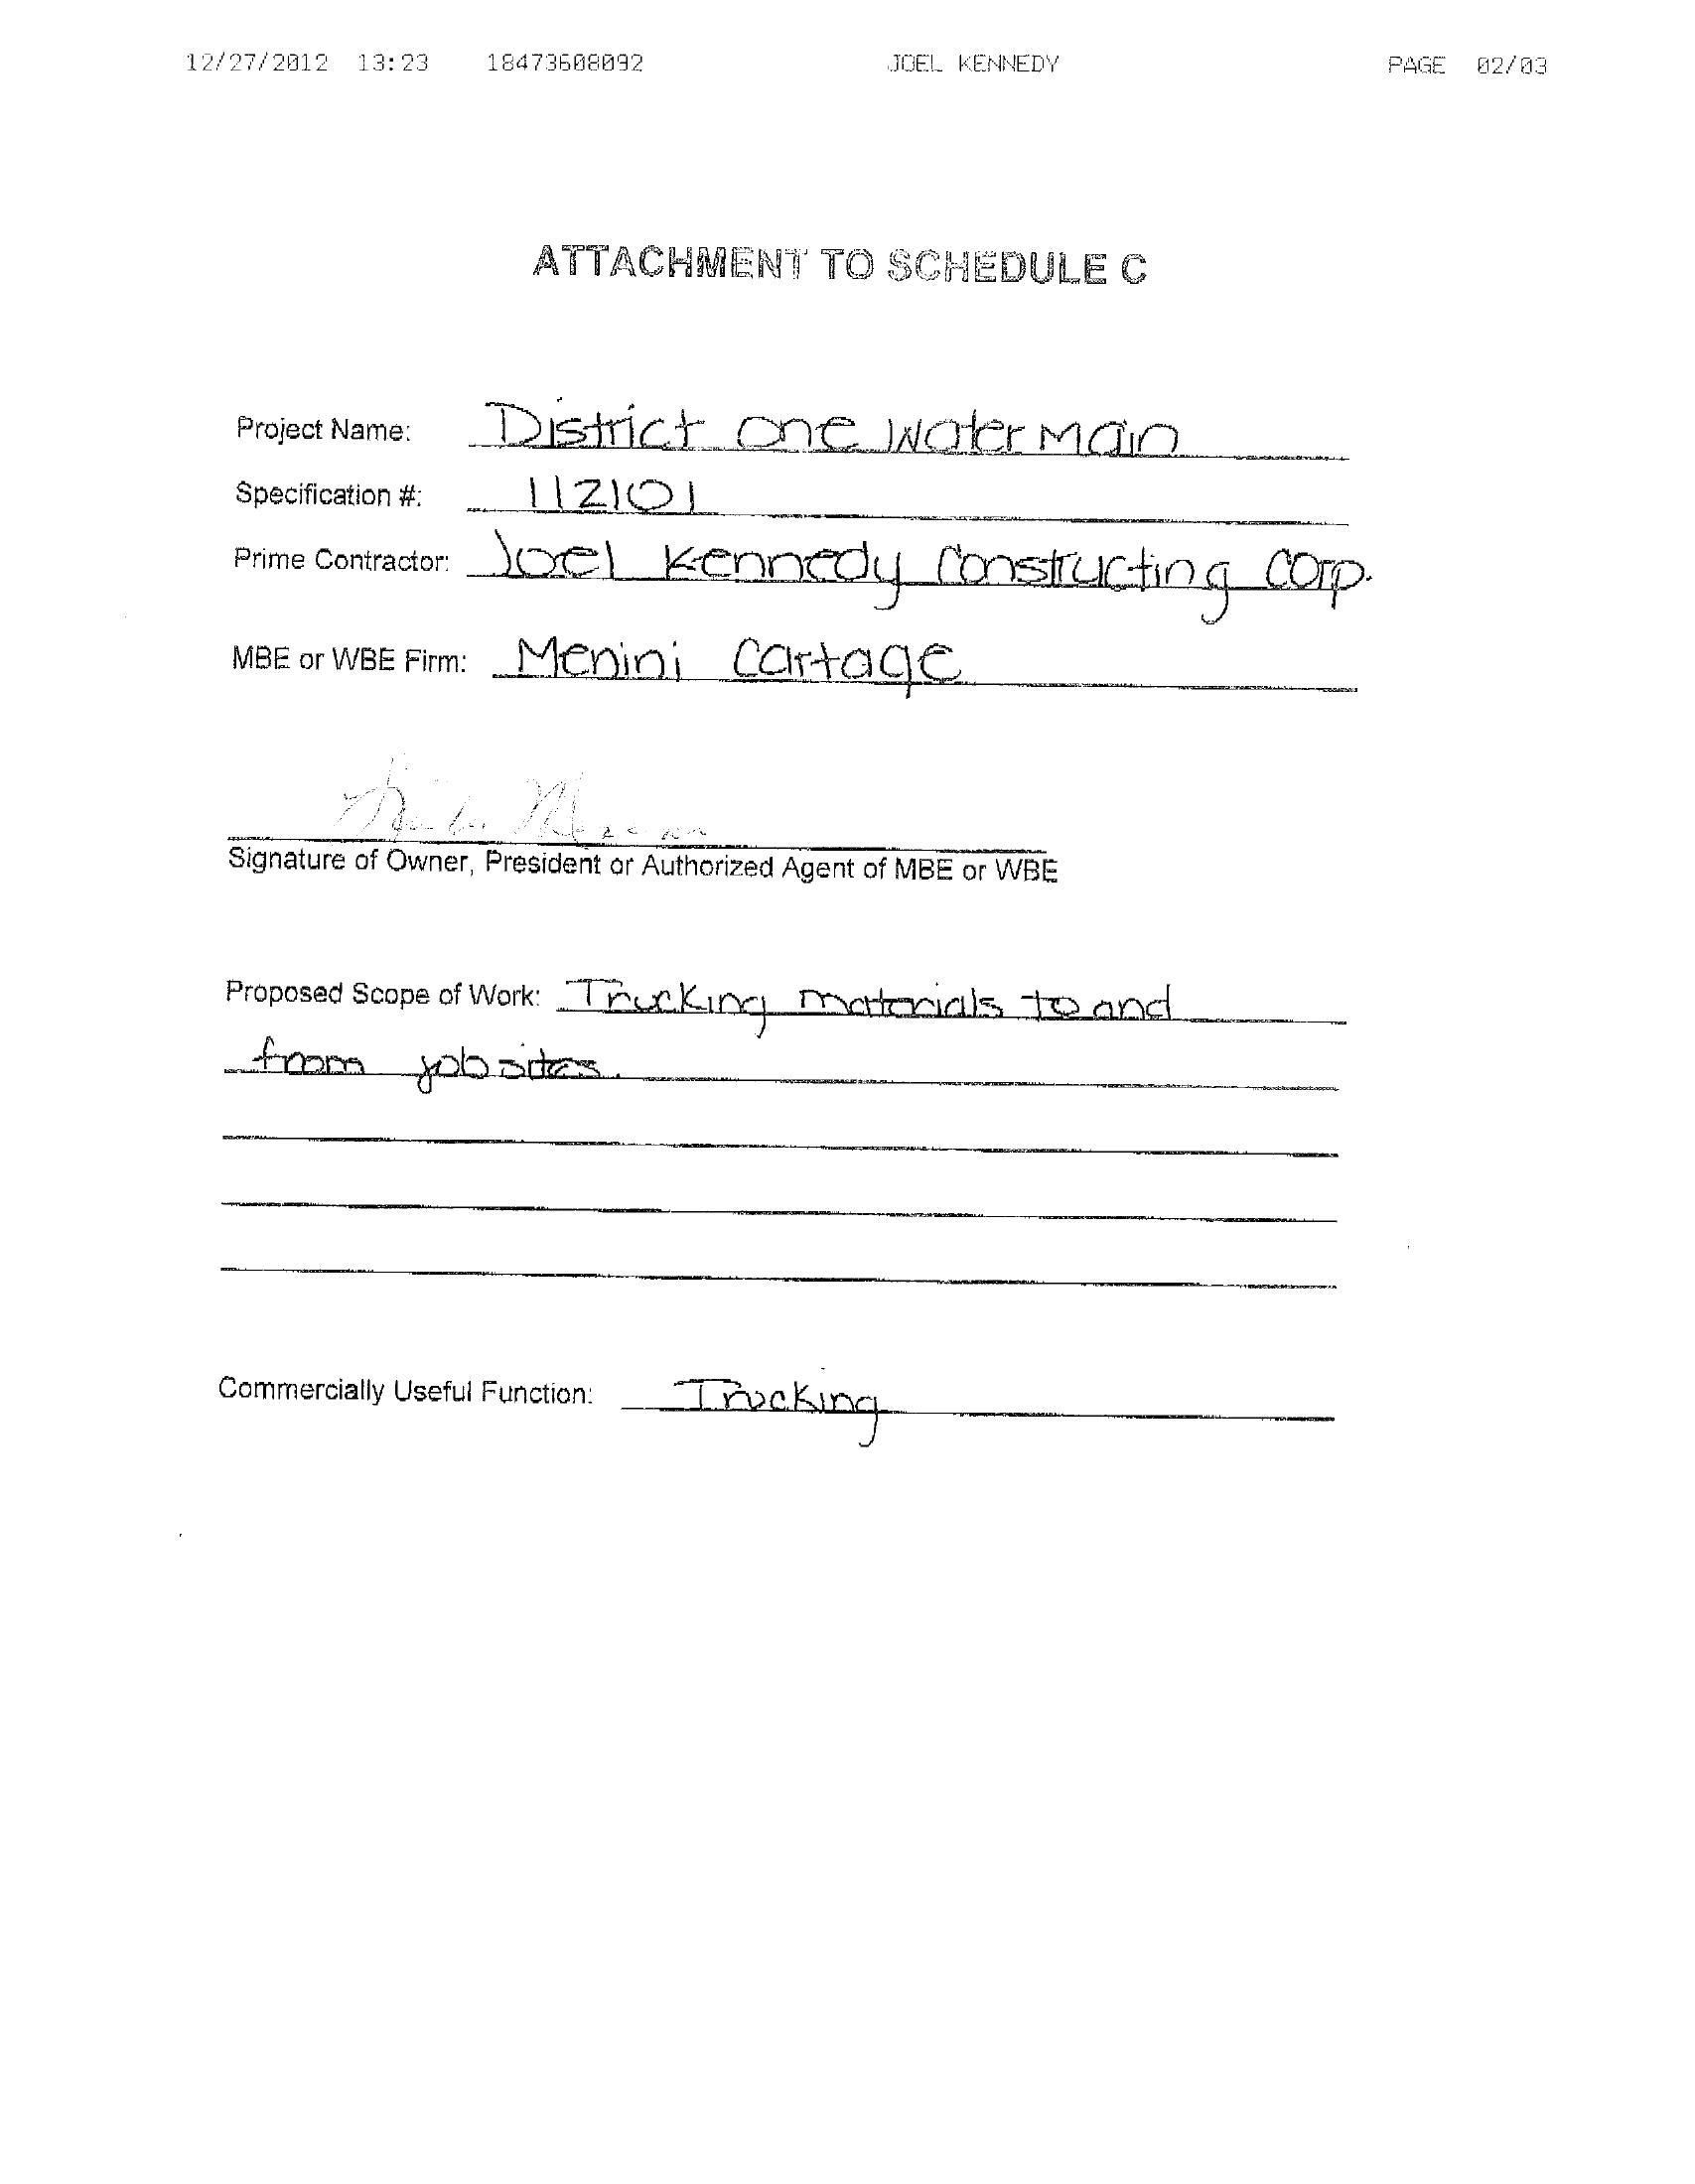 12/27/2012 13:23 18473608092 JOEL KENNEDY PAGE 02/03
ATTACHMENT TO SCHEDULE C
Project Name: District One Water Main
Specification #: 112101
Prime Contractor: Joel Kennedy Constructing Corp.
MBE or WBE Firm: Menini Cartage
Signature of Owner, President or Authorized Agent of MBE or WBE
Proposed Scope of Work: Trucking materials to and
from job sites.
Commercially Useful Function: Trucking